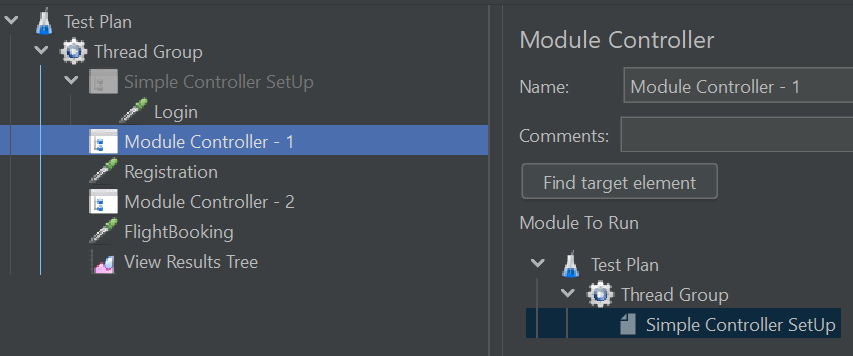 Test Plan
Thread Group
Simple Controller SetUp
Login
Module Controller - 1
Registration
Module Controller - 2
FlightBooking
View Results Tree
Module Controller
Name: Module Controller - 1
Comments:
Find target element
Module To Run
Test Plan
Thread Group
Simple Controller SetUp